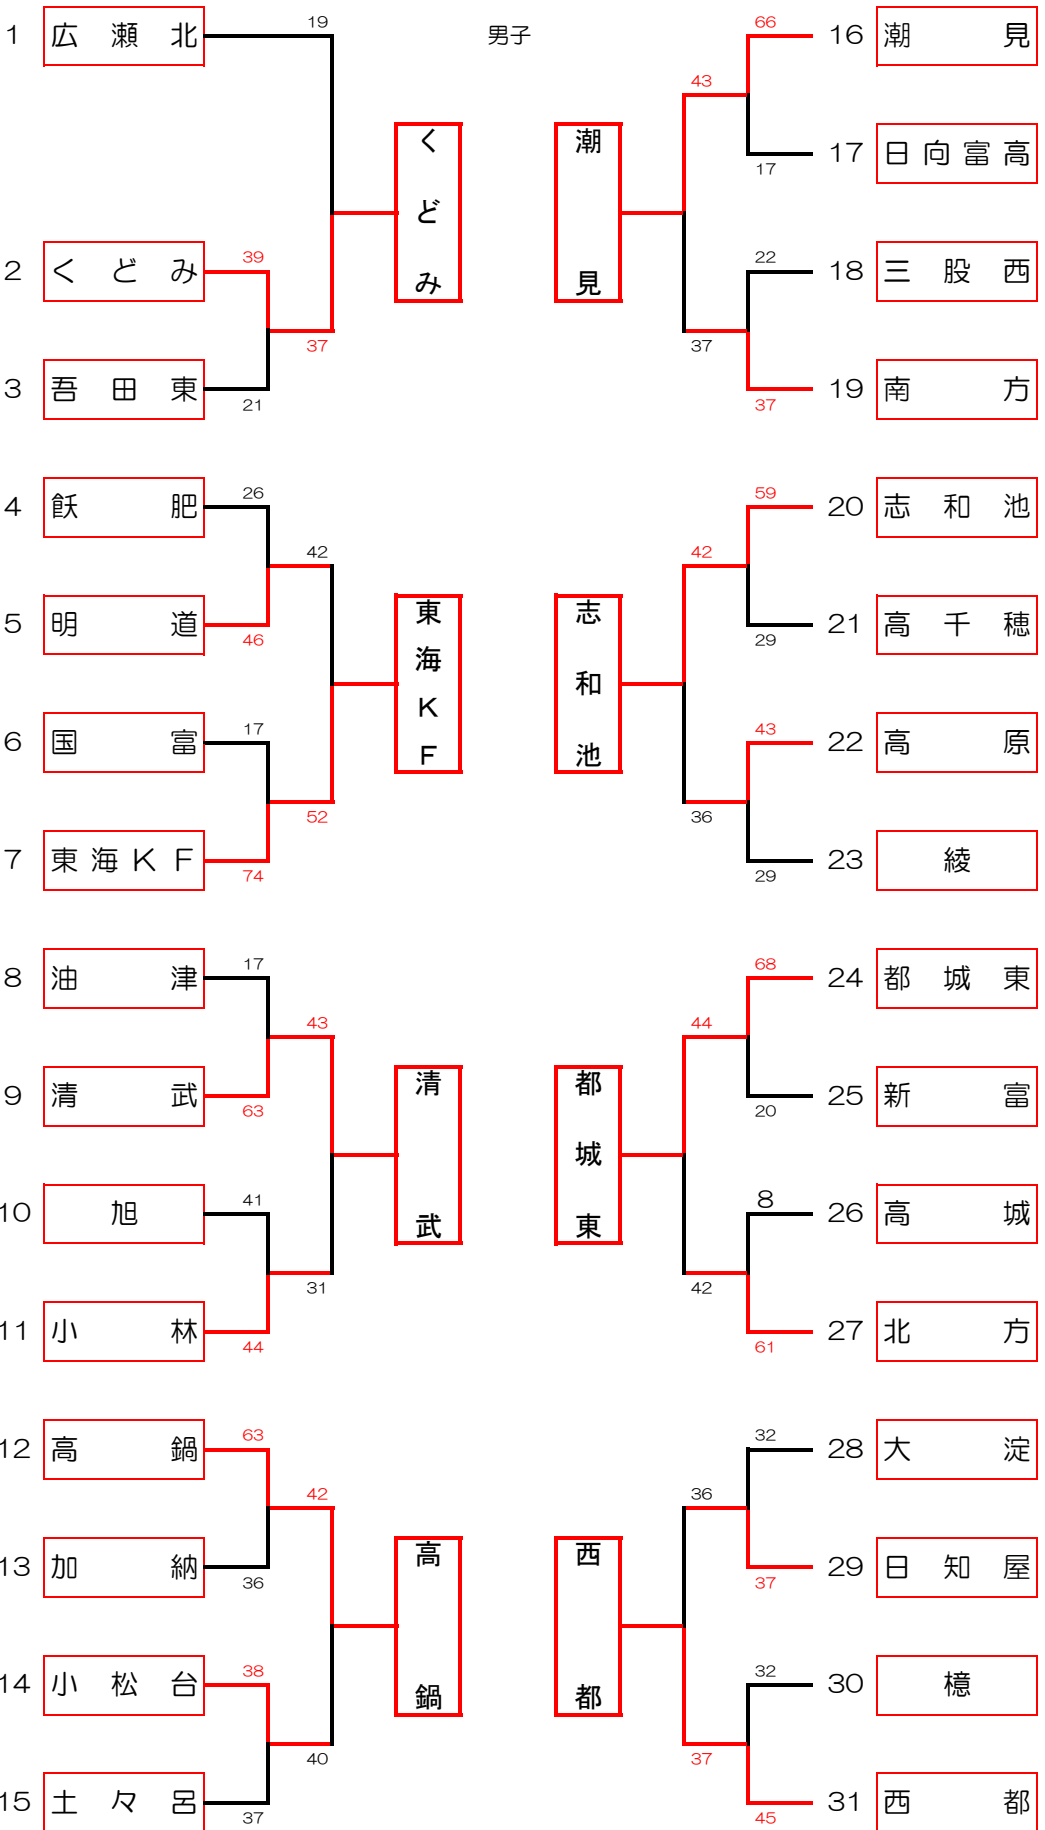 男子
1 広瀬北
19
2 くどみ
39
37
3 吾田東
21
くどみ
4 飫肥
26
42
5 明道
46
6 国富
17
52
7 東海KF
74
東海KF
8 油津
17
43
9 清武
63
10 旭
41
31
11 小林
44
清武
12 高鍋
63
42
13 加納
36
14 小松台
38
40
15 土々呂
37
高鍋
66
16 潮見
43
17
17 日向富高
22
18 三股西
37
37
19 南方
潮見
59
20 志和池
42
29
21 高千穂
43
22 高原
36
29
23 綾
志和池
68
24 都城東
44
20
25 新富
8
26 高城
42
61
27 北方
都城東
32
28 大淀
36
37
29 日知屋
32
30 檍
37
45
31 西都
西都